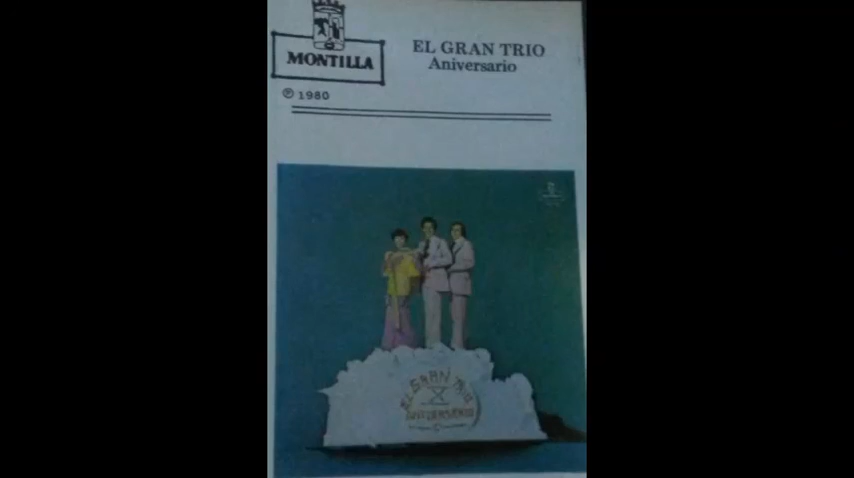 MONTILLA
℗ 1980
EL GRAN TRIO
Aniversario
EL GRAN TRIO
X
ANIVERSARIO